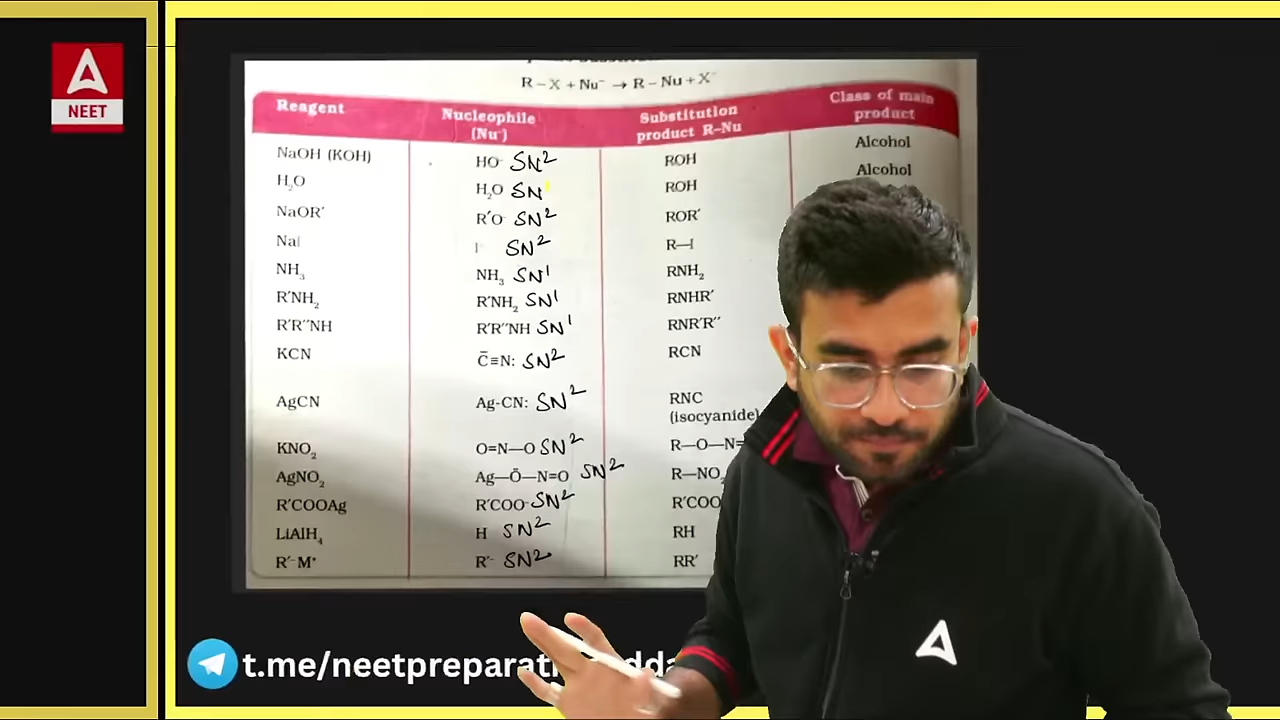 NEET
R – X + Nu⁻ → R – Nu + X⁻
Reagent Nucleophile (Nu⁻) Substitution product R–Nu Class of main product
NaOH (KOH) HO⁻ SN2 ROH Alcohol
H₂O H₂O SN1 ROH Alcohol
NaOR′ R′O⁻ SN2 ROR′
NaI I⁻ SN2 R—I
NH₃ NH₃ SN1 RNH₂
R′NH₂ R′NH₂ SN1 RNHR′
R′R″NH R′R″NH SN1 RNR′R″
KCN C̄≡N: SN2 RCN
AgCN Ag-CN: SN2 RNC (isocyanide)
KNO₂ O=N—O SN2 R—O—N=
AgNO₂ Ag—Ö—N=O SN2 R—NO₂
R′COOAg R′COO⁻ SN2 R′COO
LiAlH₄ H SN2 RH
R′⁻ M⁺ R′⁻ SN2 RR′